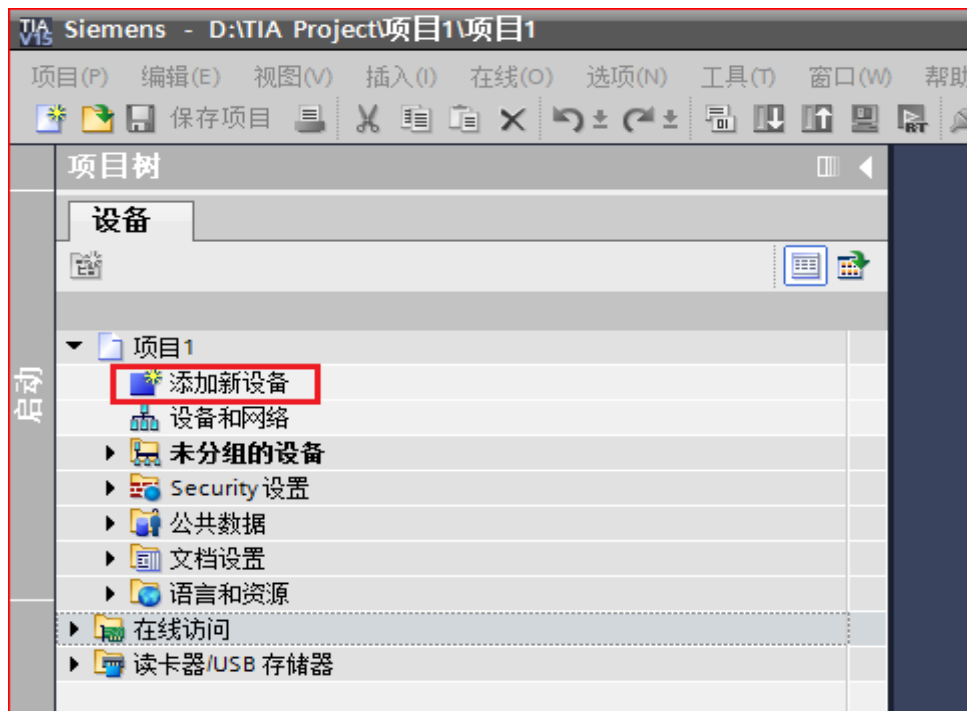 TIA V15 Siemens - D:\TIA Project\项目1\项目1
项目(P) 编辑(E) 视图(V) 插入(I) 在线(O) 选项(N) 工具(T) 窗口(W) 帮助
保存项目
RT
项目树
设备
启动
项目1
添加新设备
设备和网络
未分组的设备
Security 设置
公共数据
文档设置
语言和资源
在线访问
读卡器/USB 存储器